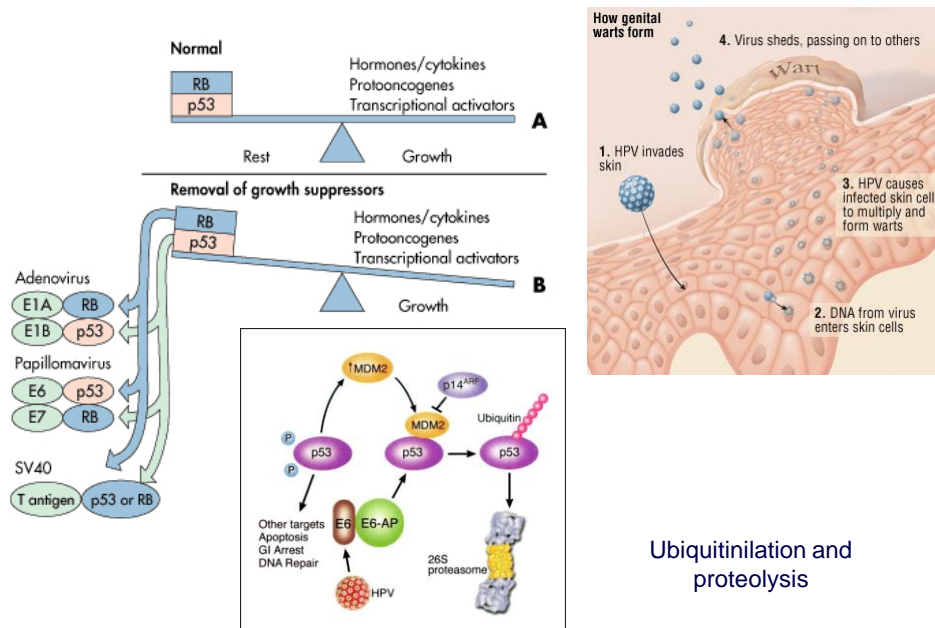 Normal
RB
p53
Hormones/cytokines
Protooncogenes
Transcriptional activators
A
Rest
Growth
Removal of growth suppressors
RB
p53
Hormones/cytokines
Protooncogenes
Transcriptional activators
B
Growth
Adenovirus
E1A RB
E1B p53
Papillomavirus
E6 p53
E7 RB
SV40
T antigen p53 or RB
↑MDM2
p14ARF
MDM2
Ubiquitin
P
p53
P
p53
p53
Other targets
Apoptosis
GI Arrest
DNA Repair
E6 E6-AP
HPV
26S
proteasome
How genital
warts form
4. Virus sheds, passing on to others
Wart
1. HPV invades
skin
3. HPV causes
infected skin cell
to multiply and
form warts
2. DNA from virus
enters skin cells
Ubiquitinilation and
proteolysis